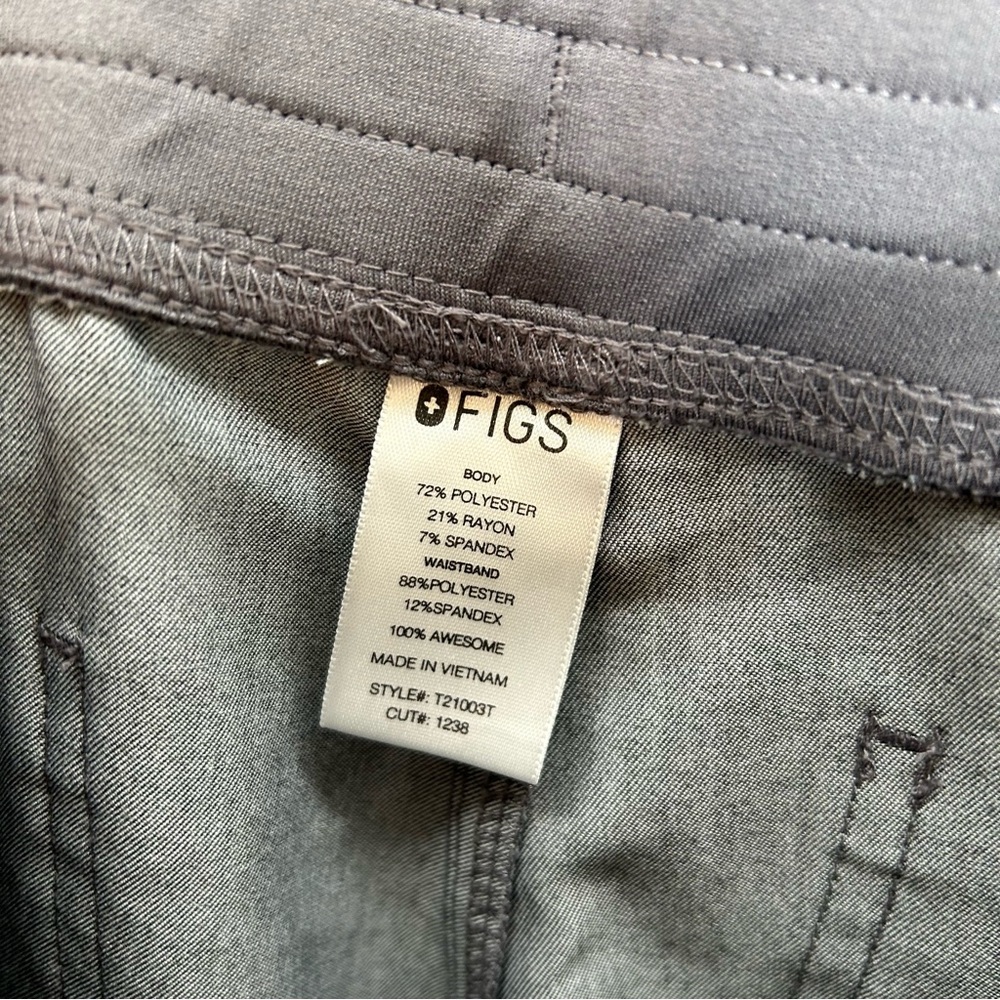 FIGS
BODY
72% POLYESTER
21% RAYON
7% SPANDEX
WAISTBAND
88%POLYESTER
12%SPANDEX
100% AWESOME
MADE IN VIETNAM
STYLE#: T21003T
CUT#: 1238